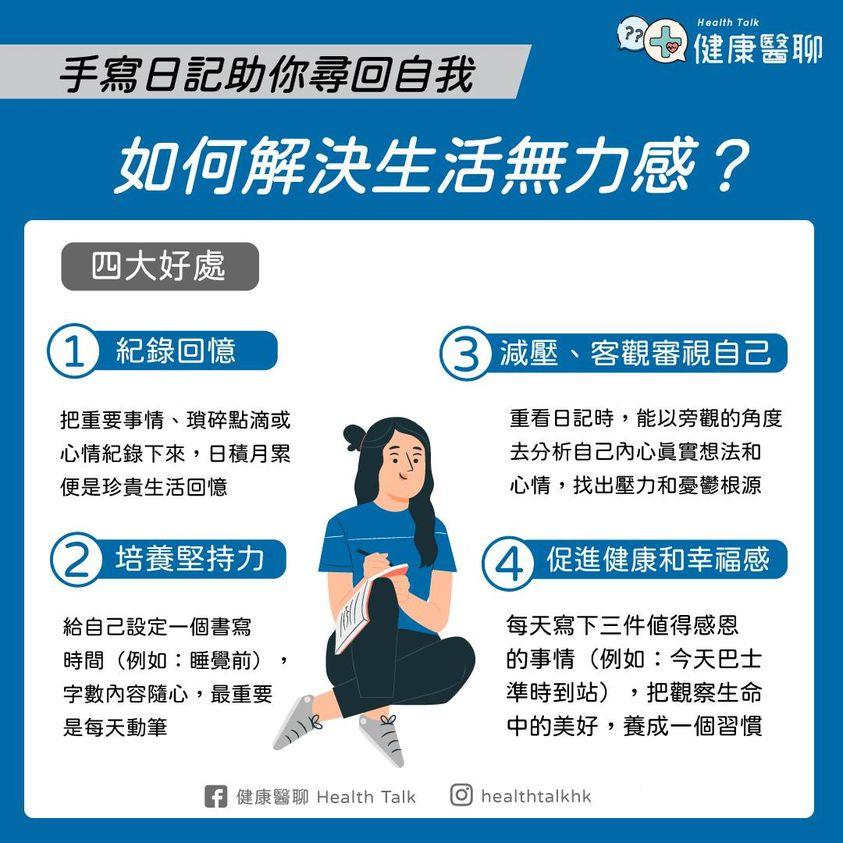 Health Talk
??
健康醫聊
手寫日記助你尋回自我
如何解決生活無力感？
四大好處
1 紀錄回憶
把重要事情、瑣碎點滴或
心情紀錄下來，日積月累
便是珍貴生活回憶
2 培養堅持力
給自己設定一個書寫
時間（例如：睡覺前），
字數內容隨心，最重要
是每天動筆
3 減壓、客觀審視自己
重看日記時，能以旁觀的角度
去分析自己內心眞實想法和
心情，找出壓力和憂鬱根源
4 促進健康和幸福感
每天寫下三件值得感恩
的事情（例如：今天巴士
準時到站），把觀察生命
中的美好，養成一個習慣
健康醫聊 Health Talk
healthtalkhk